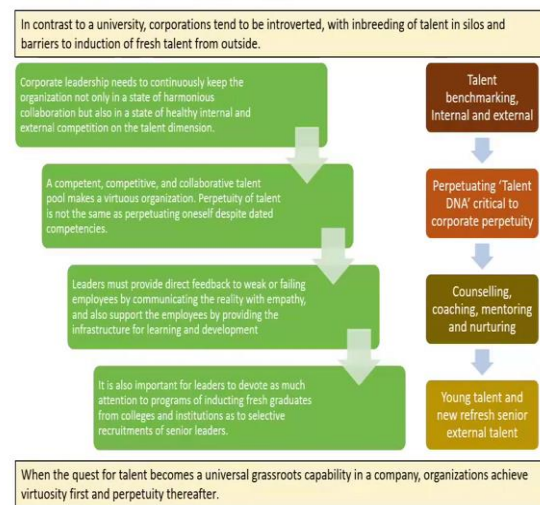 In contrast to a university, corporations tend to be introverted, with inbreeding of talent in silos and
barriers to induction of fresh talent from outside.
Corporate leadership needs to continuously keep the
organization not only in a state of harmonious
collaboration but also in a state of healthy internal and
external competition on the talent dimension.
Talent
benchmarking,
Internal and external
A competent, competitive, and collaborative talent
pool makes a virtuous organization. Perpetuity of talent
is not the same as perpetuating oneself despite dated
competencies.
Perpetuating ‘Talent
DNA’ critical to
corporate perpetuity
Leaders must provide direct feedback to weak or failing
employees by communicating the reality with empathy,
and also support the employees by providing the
infrastructure for learning and development
Counselling,
coaching, mentoring
and nurturing
It is also important for leaders to devote as much
attention to programs of inducting fresh graduates
from colleges and institutions as to selective
recruitments of senior leaders.
Young talent and
new refresh senior
external talent
When the quest for talent becomes a universal grassroots capability in a company, organizations achieve
virtuosity first and perpetuity thereafter.